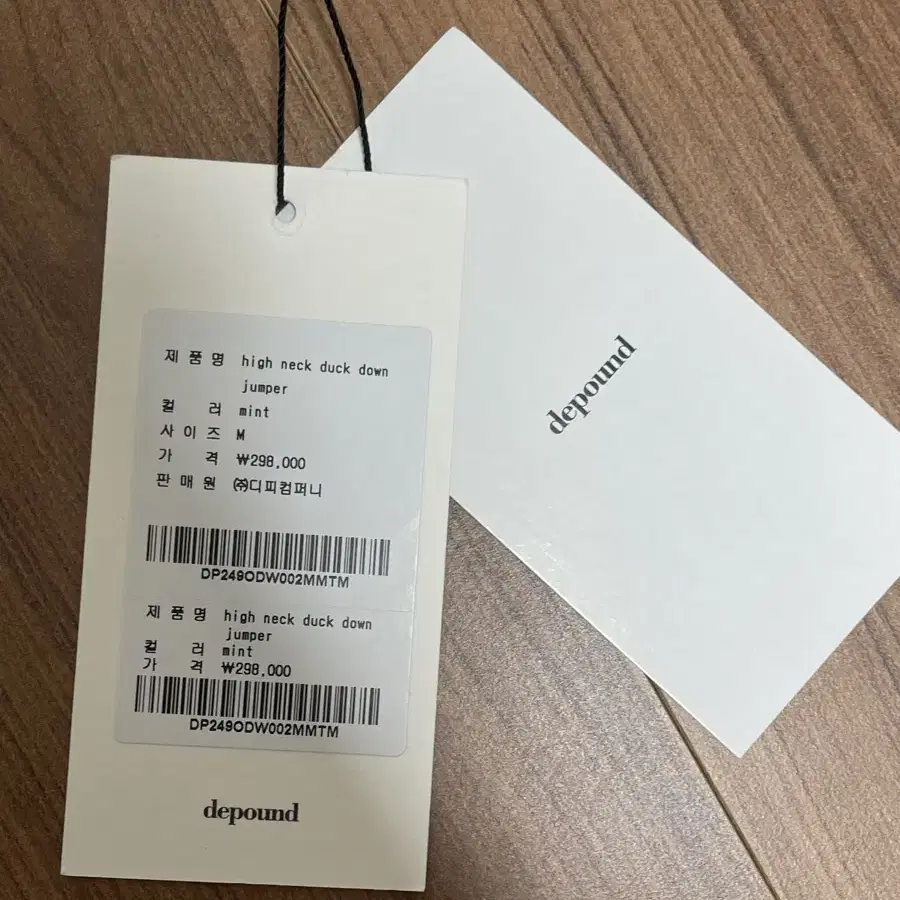 제품명 high neck duck down
jumper
컬러 mint
사이즈 M
가격 ₩298,000
판매원 ㈜디피컴퍼니
DP249ODW002MMTM
제품명 high neck duck down
jumper
컬러 mint
가격 ₩298,000
DP249ODW002MMTM
depound
depound